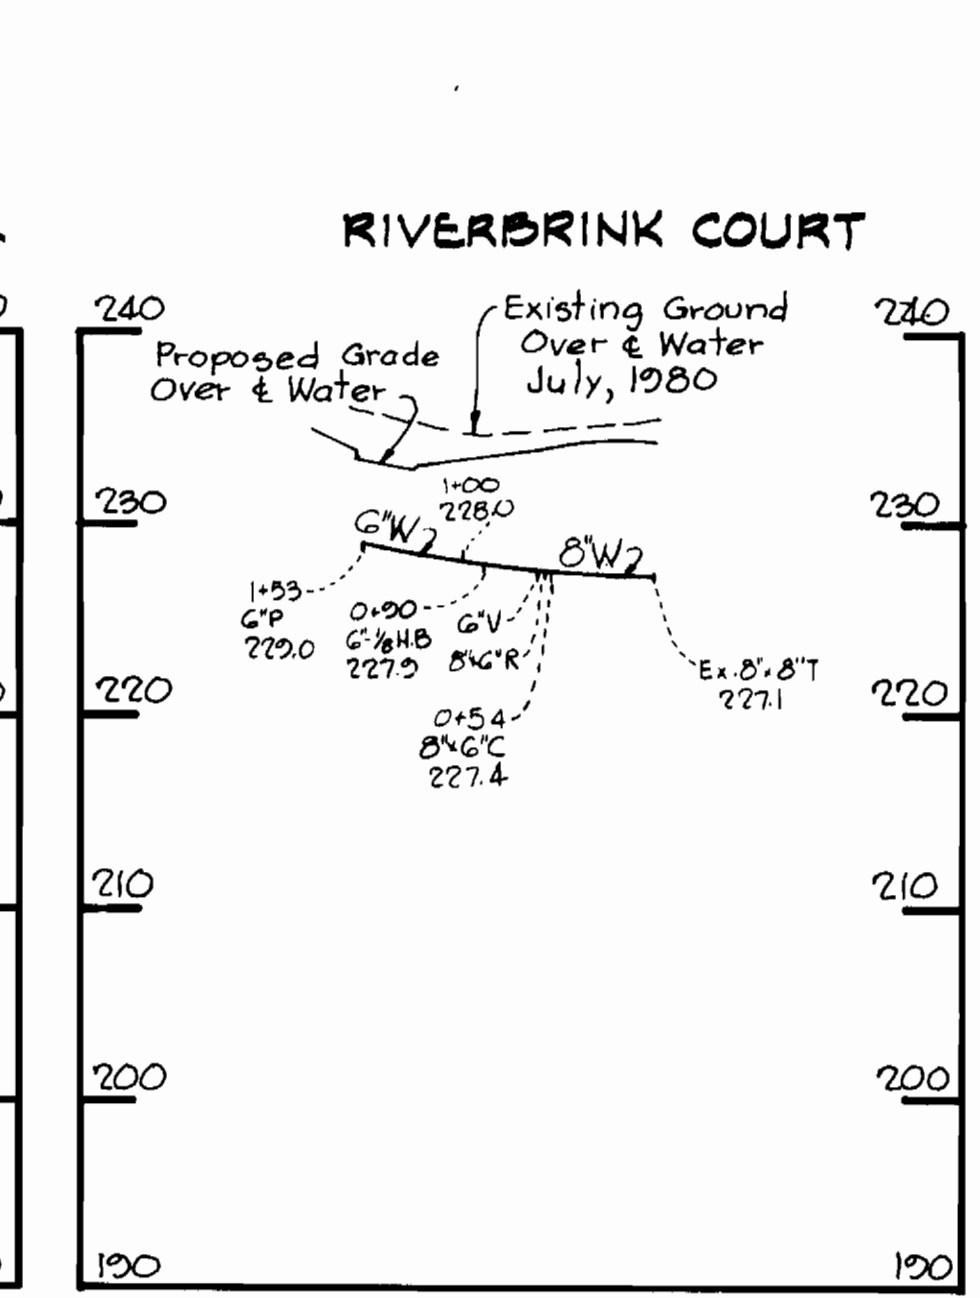 RIVERBRINK COURT
240
240
Existing Ground
Over ℄ Water
July, 1980
Proposed Grade
Over ℄ Water
230
230
1+00
228.0
6"W
8"W
1+53
6"P
229.0
0+90
6"-1/8 H.B
227.9
6"V
8"x6"R
0+54
8"x6"C
227.4
Ex. 8"x8"T
227.1
220
220
210
210
200
200
190
190